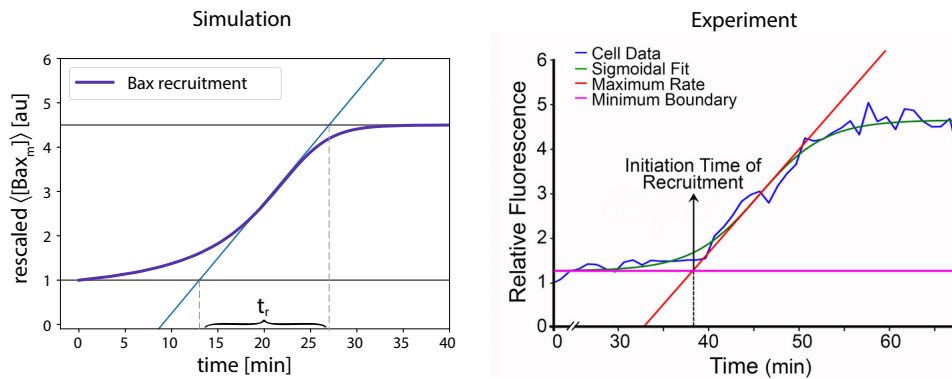 Simulation
6
5
4
3
2
1
0
rescaled ⟨[Baxₘ]⟩ [au]
Bax recruitment
tᵣ
0 5 10 15 20 25 30 35 40
time [min]
Experiment
6
5
4
3
2
1
0
Relative Fluorescence
Cell Data
Sigmoidal Fit
Maximum Rate
Minimum Boundary
Initiation Time of
Recruitment
0 30 40 50 60
Time (min)